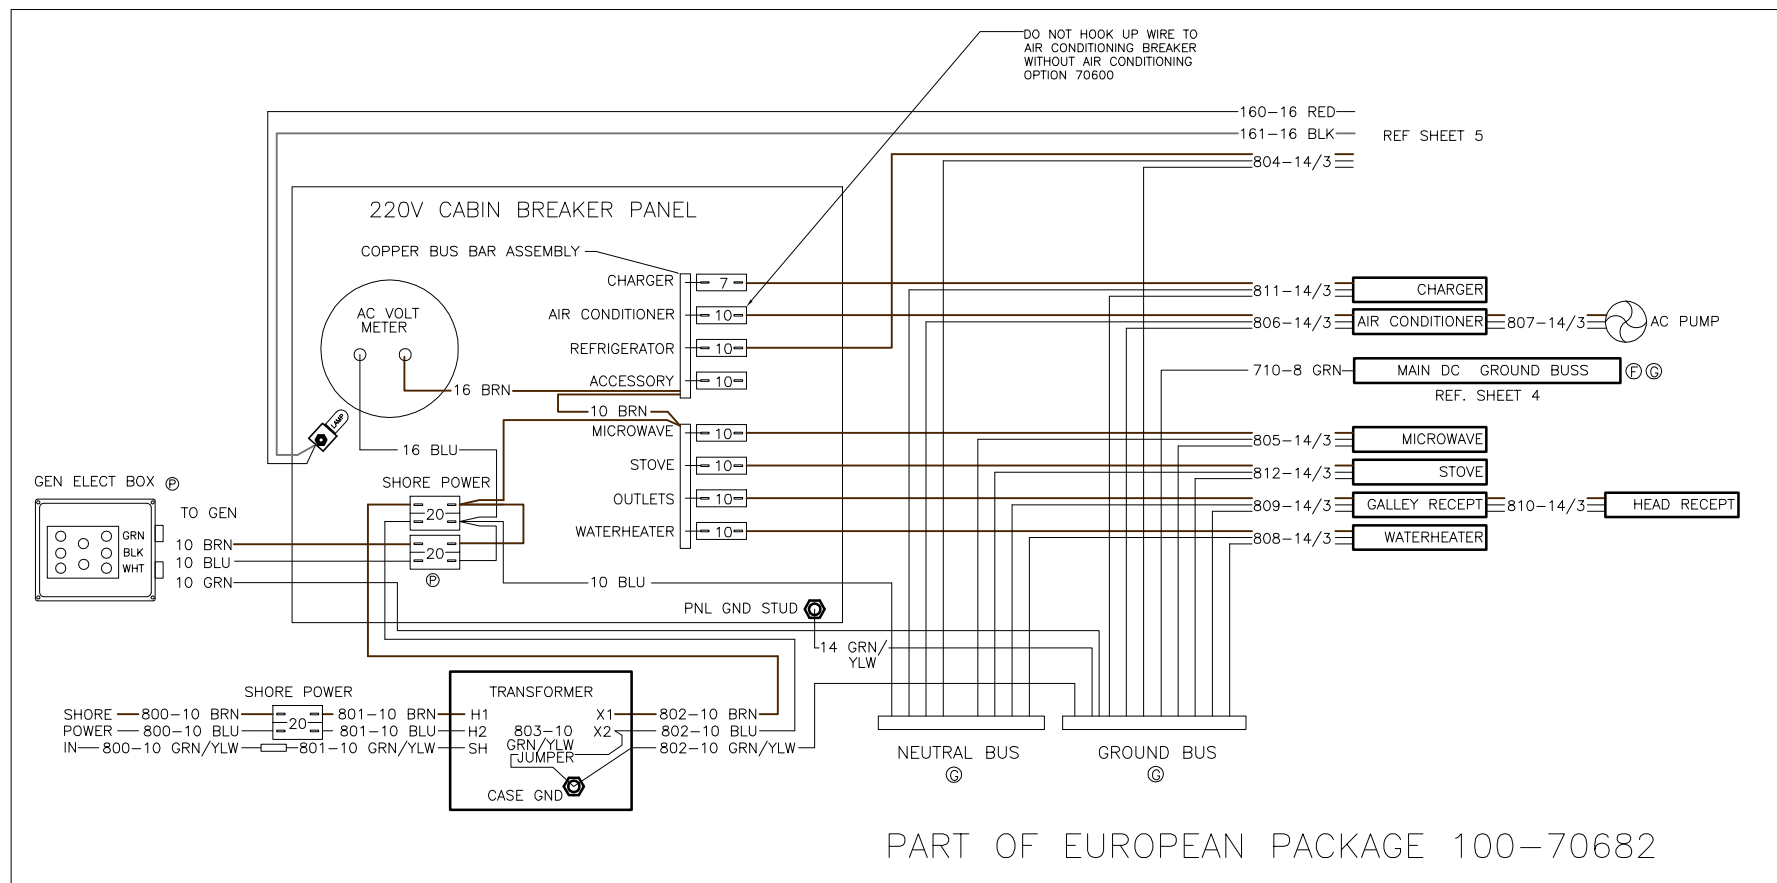 DO NOT HOOK UP WIRE TO
AIR CONDITIONING BREAKER
WITHOUT AIR CONDITIONING
OPTION 70600
160-16 RED
161-16 BLK
REF SHEET 5
804-14/3
220V CABIN BREAKER PANEL
COPPER BUS BAR ASSEMBLY
CHARGER
7
811-14/3
CHARGER
AC VOLT
METER
AIR CONDITIONER
10
806-14/3
AIR CONDITIONER
807-14/3
AC PUMP
REFRIGERATOR
10
710-8 GRN
MAIN DC GROUND BUSS
F G
REF. SHEET 4
ACCESSORY
10
16 BRN
10 BRN
LAMP
MICROWAVE
10
805-14/3
MICROWAVE
16 BLU
STOVE
10
812-14/3
STOVE
GEN ELECT BOX P
SHORE POWER
OUTLETS
10
809-14/3
GALLEY RECEPT
810-14/3
HEAD RECEPT
TO GEN
20
WATERHEATER
10
808-14/3
WATERHEATER
GRN
BLK
WHT
10 BRN
10 BLU
10 GRN
20
P
10 BLU
PNL GND STUD
14 GRN/
YLW
SHORE POWER
TRANSFORMER
SHORE
800-10 BRN
20
801-10 BRN
H1
X1
802-10 BRN
POWER
800-10 BLU
801-10 BLU
H2
803-10
X2
802-10 BLU
IN
800-10 GRN/YLW
801-10 GRN/YLW
SH
GRN/YLW
JUMPER
802-10 GRN/YLW
CASE GND
NEUTRAL BUS
G
GROUND BUS
G
PART OF EUROPEAN PACKAGE 100-70682